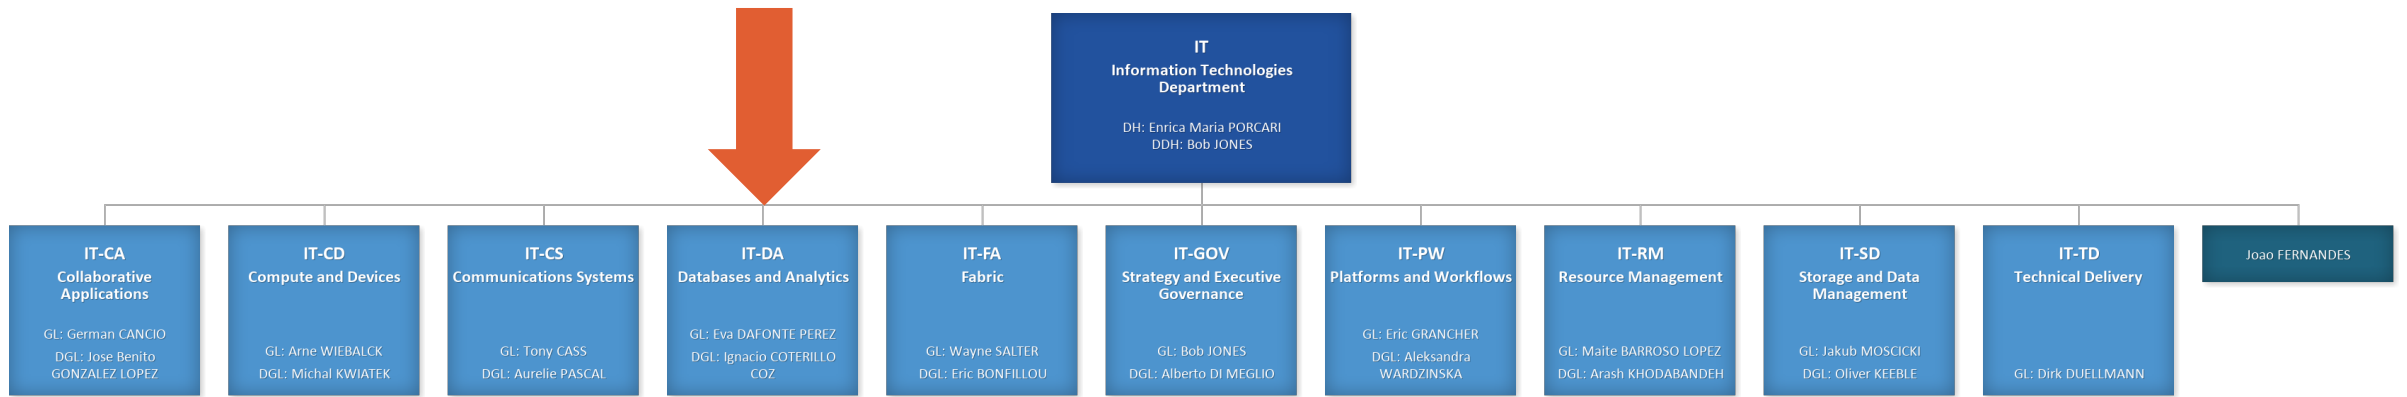 IT
Information Technologies
Department
DH: Enrica Maria PORCARI
DDH: Bob JONES
IT-CA
Collaborative
Applications
GL: German CANCIO
DGL: Jose Benito
GONZALEZ LOPEZ
IT-CD
Compute and Devices
GL: Arne WIEBALCK
DGL: Michal KWIATEK
IT-CS
Communications Systems
GL: Tony CASS
DGL: Aurelie PASCAL
IT-DA
Databases and Analytics
GL: Eva DAFONTE PEREZ
DGL: Ignacio COTERILLO
COZ
IT-FA
Fabric
GL: Wayne SALTER
DGL: Eric BONFILLOU
IT-GOV
Strategy and Executive
Governance
GL: Bob JONES
DGL: Alberto DI MEGLIO
IT-PW
Platforms and Workflows
GL: Eric GRANCHER
DGL: Aleksandra
WARDZINSKA
IT-RM
Resource Management
GL: Maite BARROSO LOPEZ
DGL: Arash KHODABANDEH
IT-SD
Storage and Data
Management
GL: Jakub MOSCICKI
DGL: Oliver KEEBLE
IT-TD
Technical Delivery
GL: Dirk DUELLMANN
Joao FERNANDES